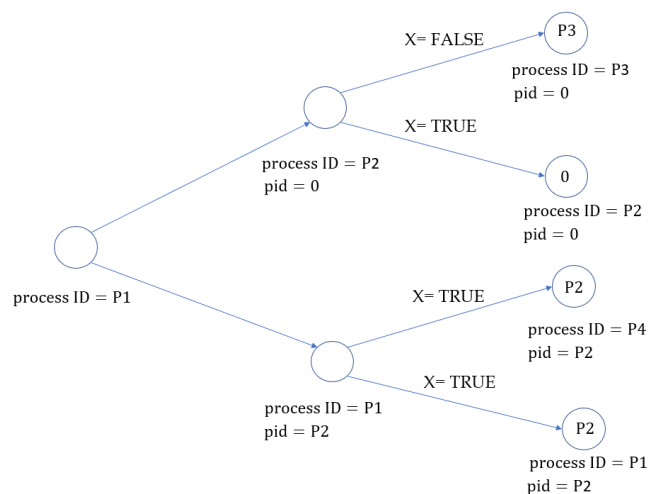 X= FALSE
P3
process ID = P3
pid = 0
X= TRUE
process ID = P2
pid = 0
0
process ID = P2
pid = 0
process ID = P1
X= TRUE
P2
process ID = P4
pid = P2
X= TRUE
process ID = P1
pid = P2
P2
process ID = P1
pid = P2